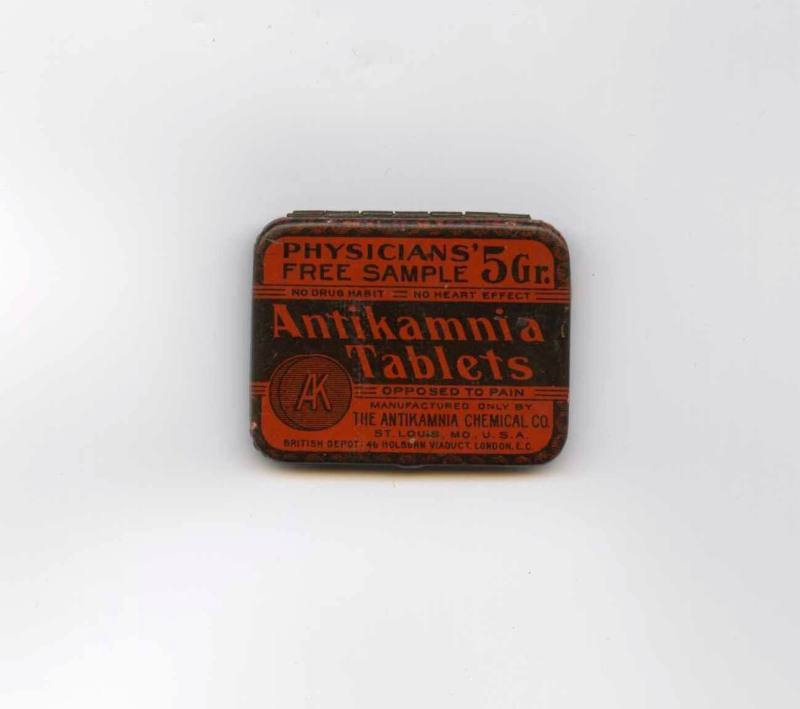 PHYSICIANS' 5Gr.
FREE SAMPLE
NO DRUG HABIT NO HEART EFFECT
Antikamnia
Tablets
AK
OPPOSED TO PAIN
MANUFACTURED ONLY BY
THE ANTIKAMNIA CHEMICAL CO.
ST. LOUIS, MO., U.S.A.
BRITISH DEPOT: 46 HOLBORN VIADUCT, LONDON, E.C.